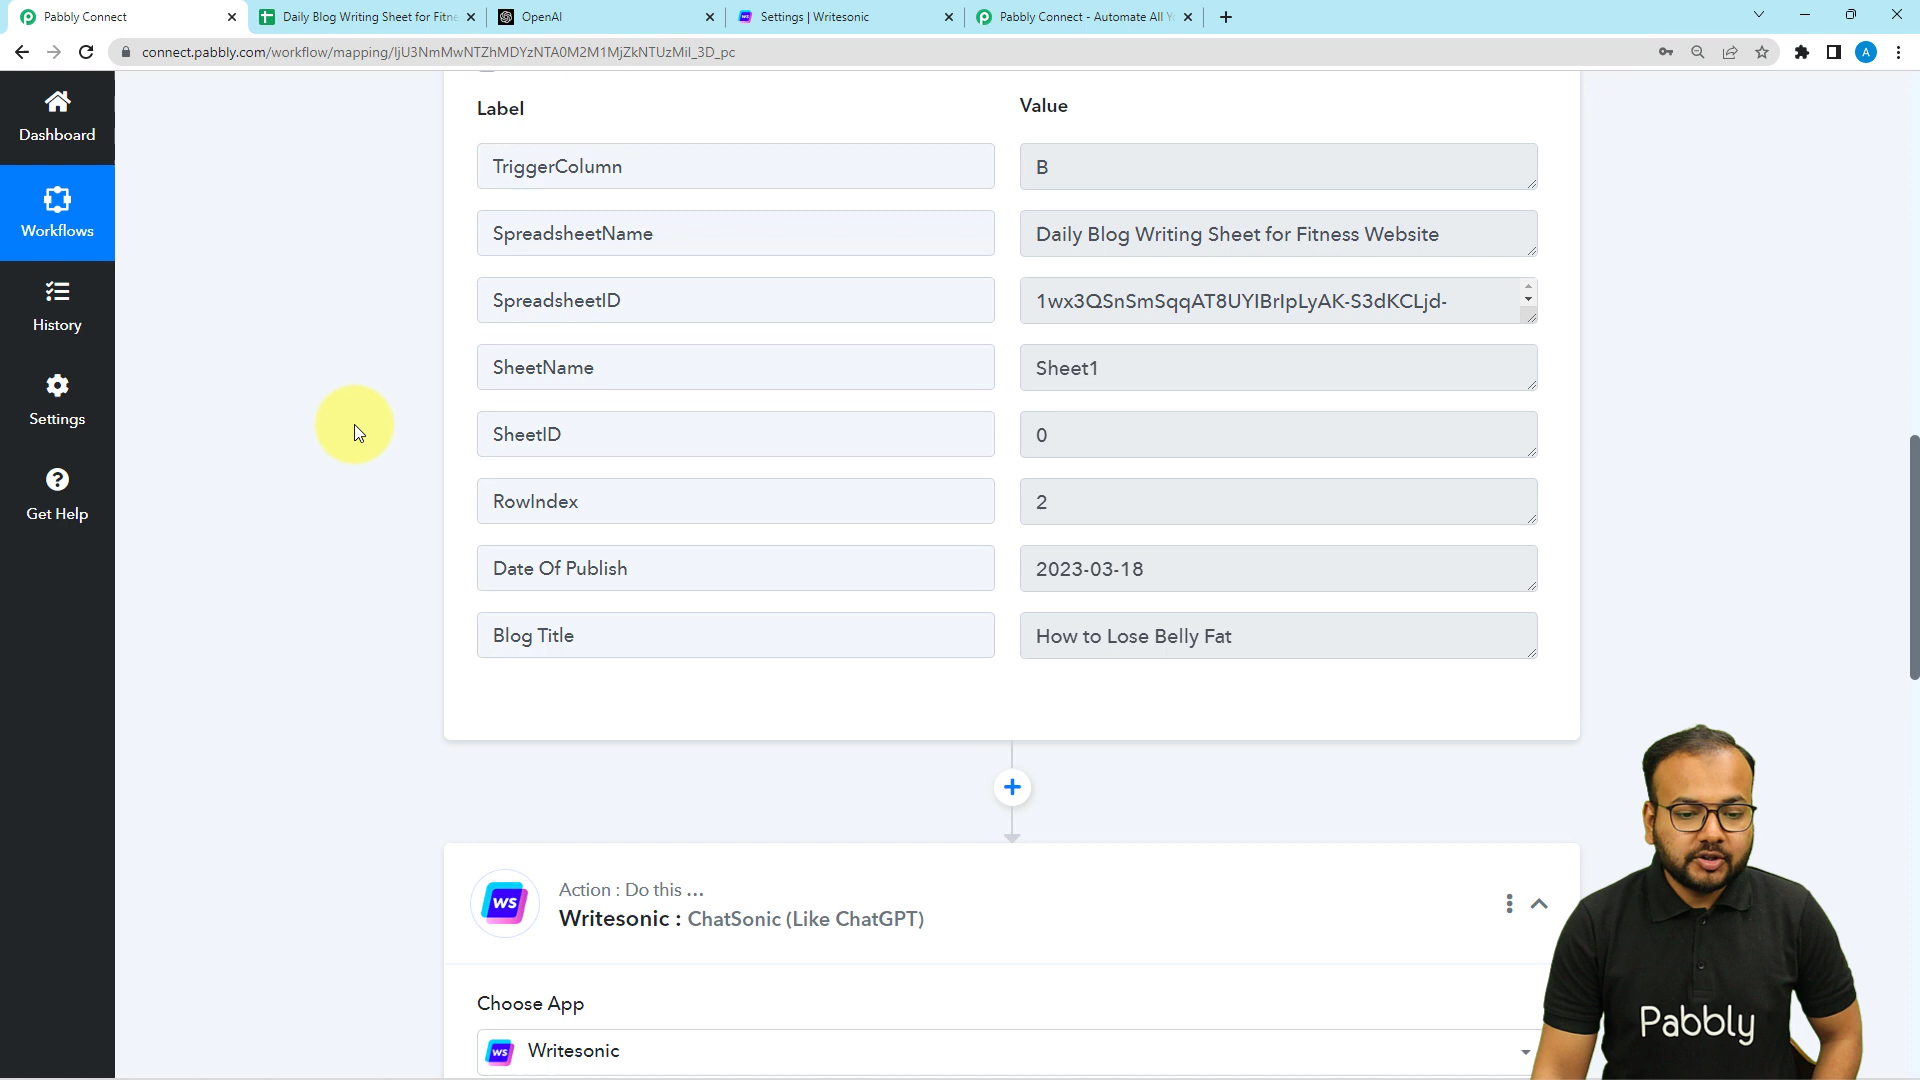 Pabbly Connect
Daily Blog Writing Sheet for Fitne
OpenAI
Settings | Writesonic
Pabbly Connect - Automate All Y
connect.pabbly.com/workflow/mapping/IjU3NmMwNTZhMDYzNTA0M2M1MjZkNTUzMiI_3D_pc
A
Dashboard
Workflows
History
Settings
Get Help
Label
Value
TriggerColumn
B
SpreadsheetName
Daily Blog Writing Sheet for Fitness Website
SpreadsheetID
1wx3QSnSmSqqAT8UYIBrIpLyAK-S3dKCLjd-
SheetName
Sheet1
SheetID
0
RowIndex
2
Date Of Publish
2023-03-18
Blog Title
How to Lose Belly Fat
WS
Action : Do this ...
Writesonic : ChatSonic (Like ChatGPT)
Choose App
WS
Writesonic
Pabbly